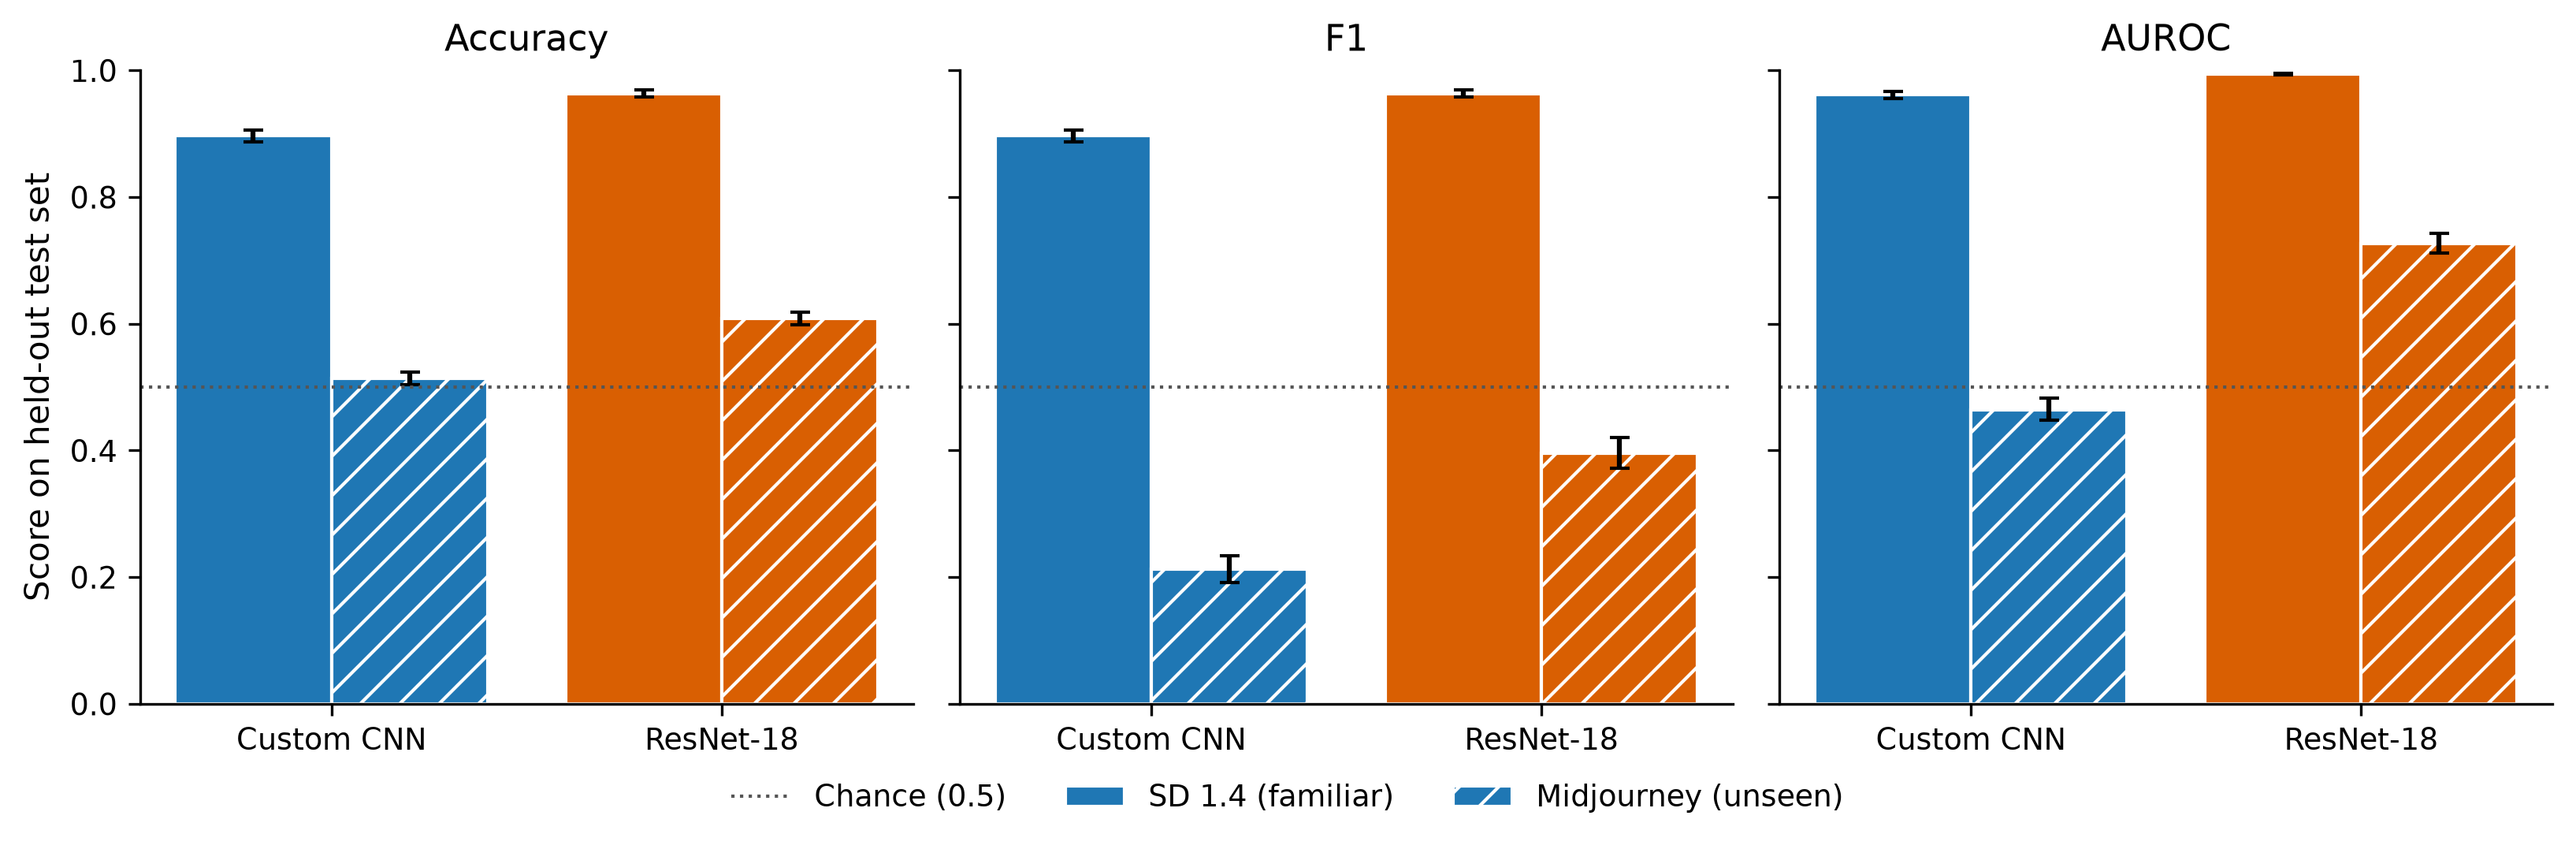 Accuracy
F1
AUROC
Score on held-out test set
1.0
0.8
0.6
0.4
0.2
0.0
Custom CNN
ResNet-18
Custom CNN
ResNet-18
Custom CNN
ResNet-18
Chance (0.5)
SD 1.4 (familiar)
Midjourney (unseen)